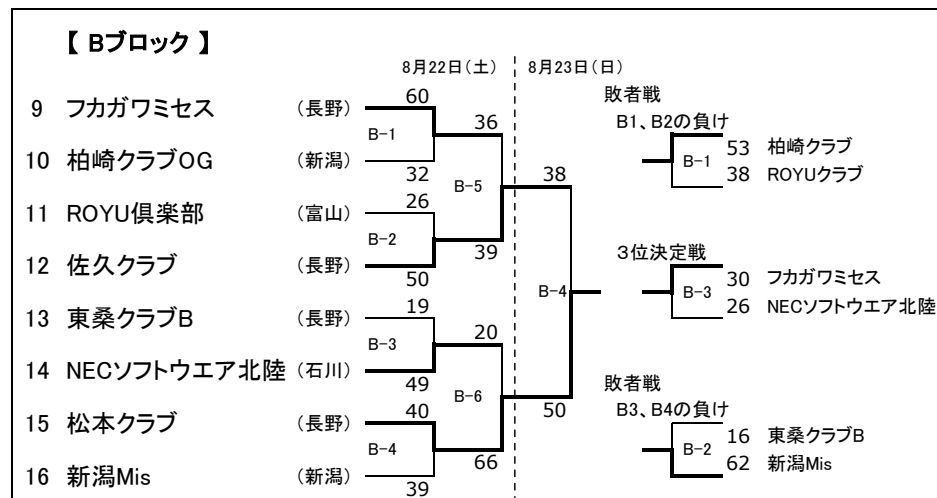 【 Bブロック 】
8月22日(土) 8月23日(日)
9 フカガワミセス (長野) 60
B-1 36
10 柏崎クラブOG (新潟) 32
B-5 38
11 ROYU倶楽部 (富山) 26
B-2 39
12 佐久クラブ (長野) 50
B-4
13 東桑クラブB (長野) 19
B-3 20
14 NECソフトウエア北陸 (石川) 49
B-6 50
15 松本クラブ (長野) 40
B-4 66
16 新潟Mis (新潟) 39
敗者戦
B1、B2の負け
B-1
53 柏崎クラブ
38 ROYUクラブ
3位決定戦
B-3
30 フカガワミセス
26 NECソフトウエア北陸
敗者戦
B3、B4の負け
B-2
16 東桑クラブB
62 新潟Mis